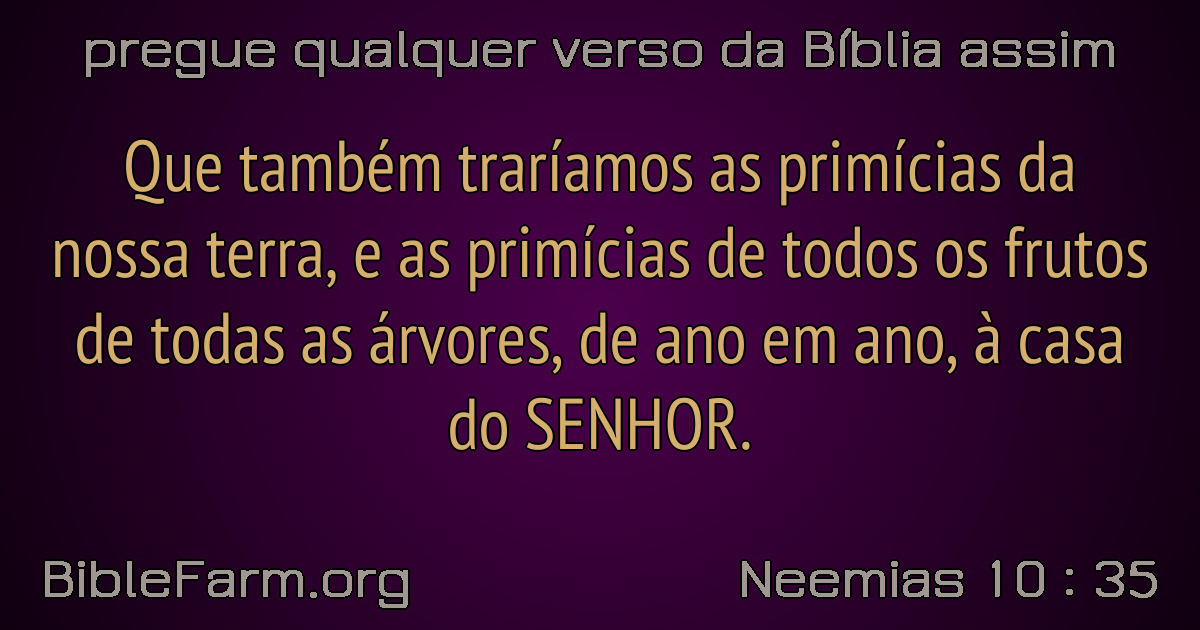 pregue qualquer verso da Bíblia assim
Que também traríamos as primícias da
nossa terra, e as primícias de todos os frutos
de todas as árvores, de ano em ano, à casa
do SENHOR.
BibleFarm.org
Neemias 10 : 35